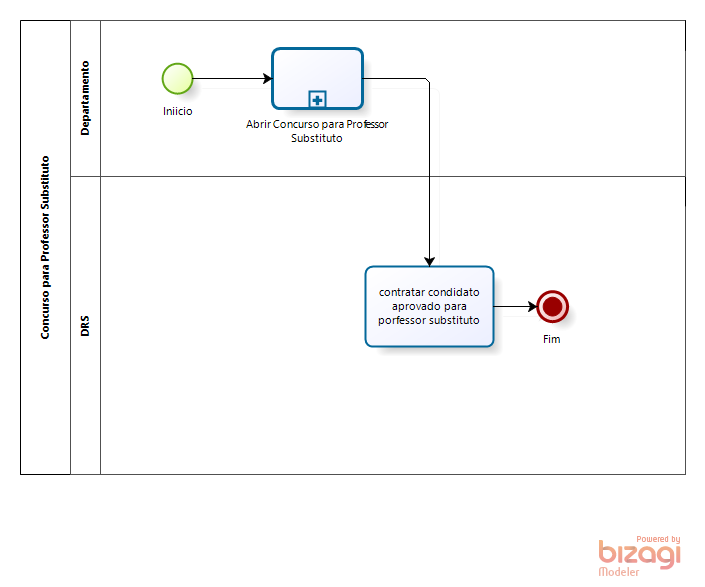 Concurso para Professor Substituto
Departamento
Iniicio
Abrir Concurso para Professor
Substituto
DRS
contratar condidato
aprovado para
porfessor substituto
Fim
Powered by
bizagi
Modeler